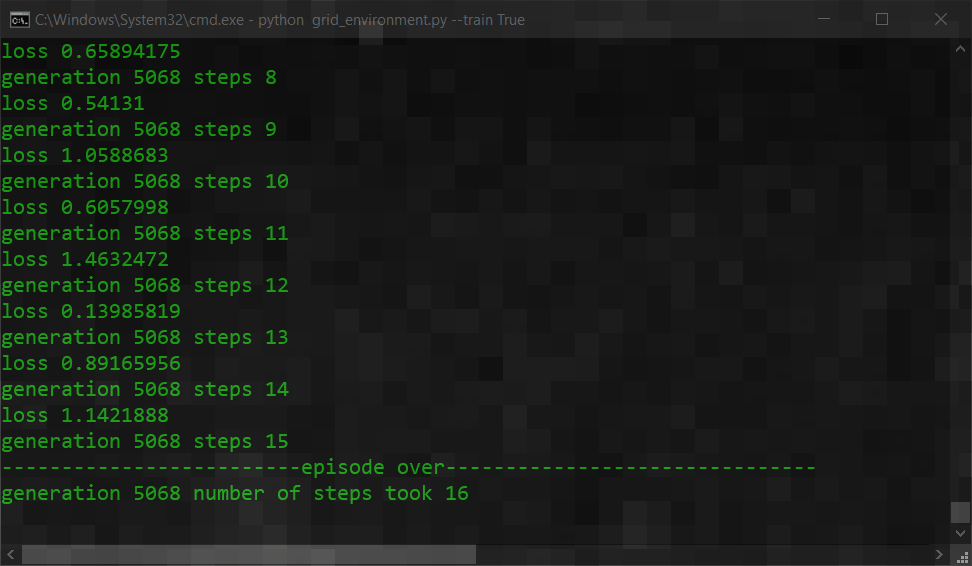 C:\Windows\System32\cmd.exe - python  grid_environment.py --train True
loss 0.65894175
generation 5068 steps 8
loss 0.54131
generation 5068 steps 9
loss 1.0588683
generation 5068 steps 10
loss 0.6057998
generation 5068 steps 11
loss 1.4632472
generation 5068 steps 12
loss 0.13985819
generation 5068 steps 13
loss 0.89165956
generation 5068 steps 14
loss 1.1421888
generation 5068 steps 15
-------------------------episode over-------------------------------
generation 5068 number of steps took 16